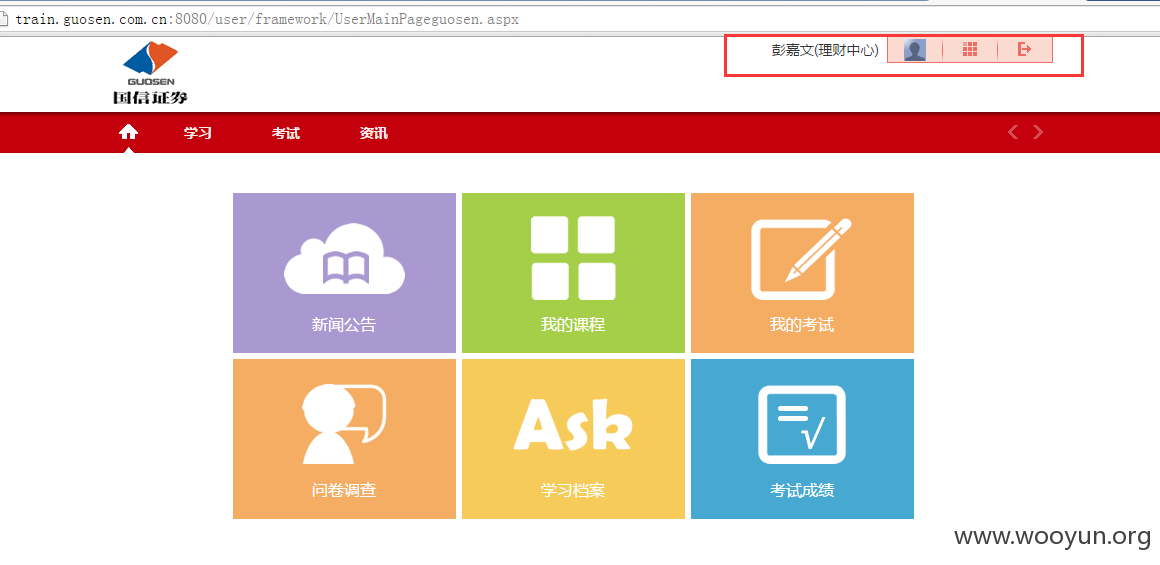 train.guosen.com.cn:8080/user/framework/UserMainPageguosen.aspx
彭嘉文(理财中心)
GUOSEN
国信证券
学习 考试 资讯
新闻公告 我的课程 我的考试
Ask
问卷调查 学习档案 考试成绩
www.wooyun.org